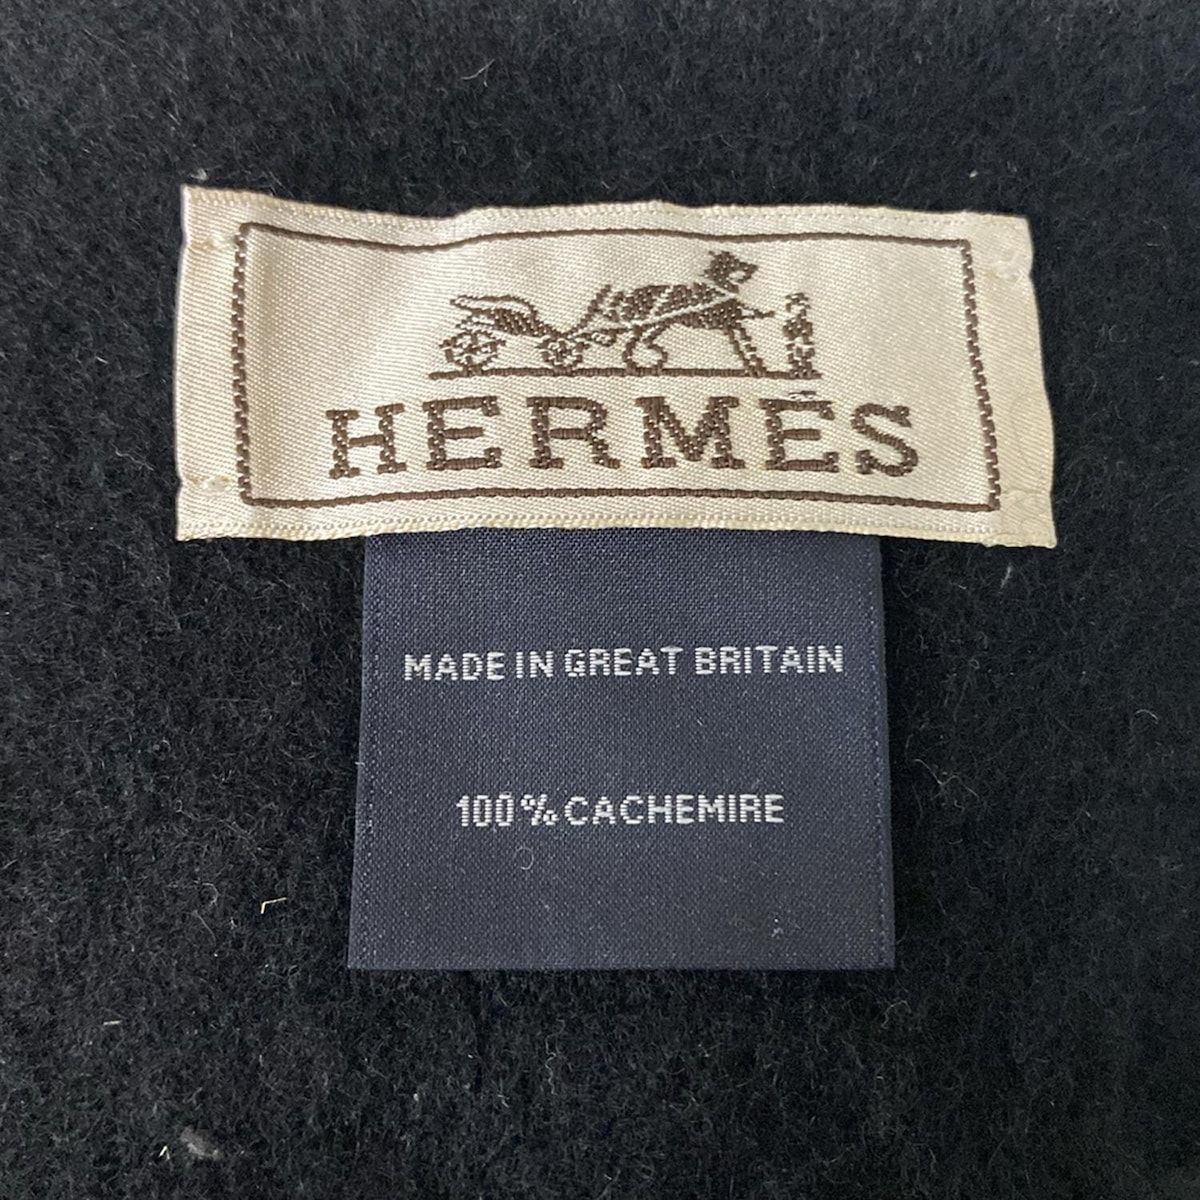 HERMÈS
MADE IN GREAT BRITAIN
100% CACHEMIRE